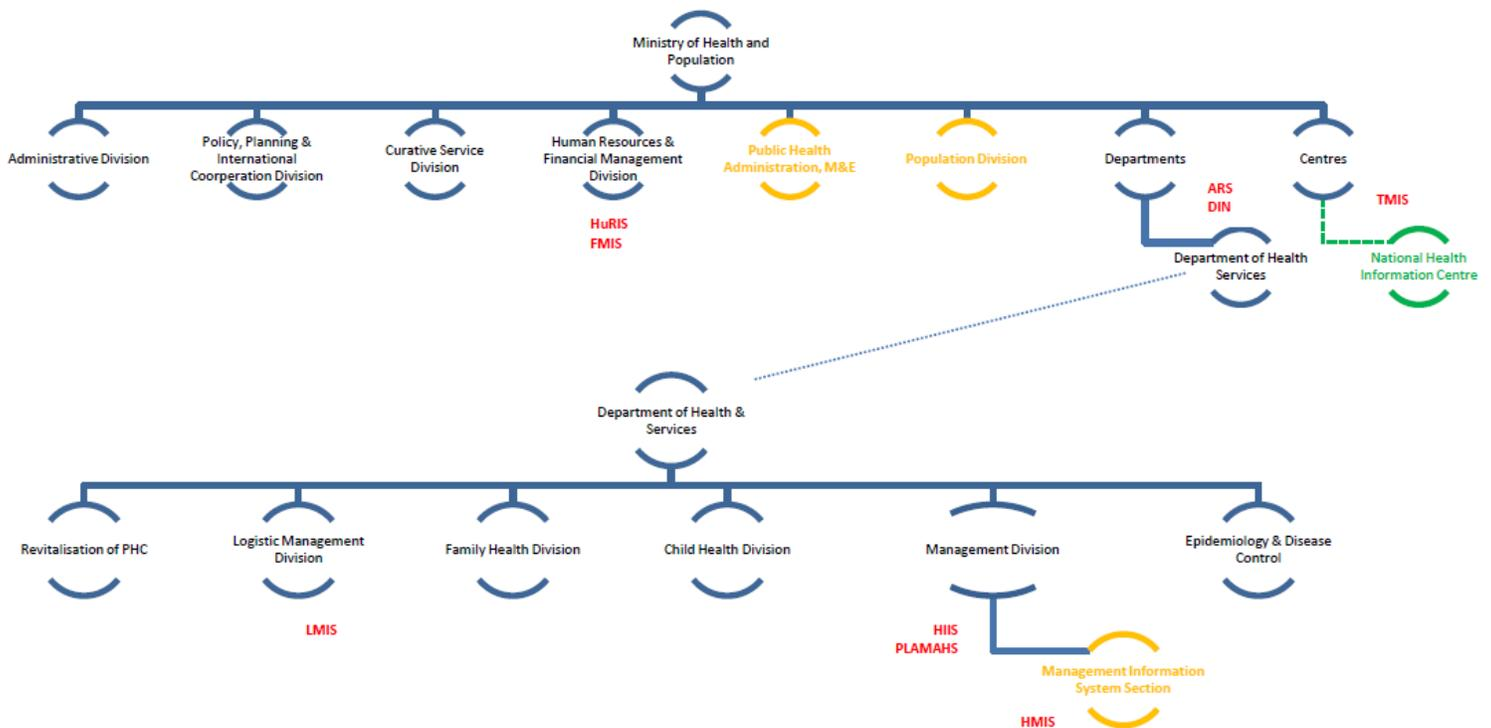 Ministry of Health and
Population
Administrative Division
Policy, Planning &
International
Coorperation Division
Curative Service
Division
Human Resources &
Financial Management
Division
Public Health
Administration, M&E
Population Division
Departments
Centres
HuRIS
FMIS
ARS
DIN
TMIS
Department of Health
Services
National Health
Information Centre
Department of Health &
Services
Revitalisation of PHC
Logistic Management
Division
Family Health Division
Child Health Division
Management Division
Epidemiology & Disease
Control
LMIS
HIIS
PLAMAHS
Management Information
System Section
HMIS